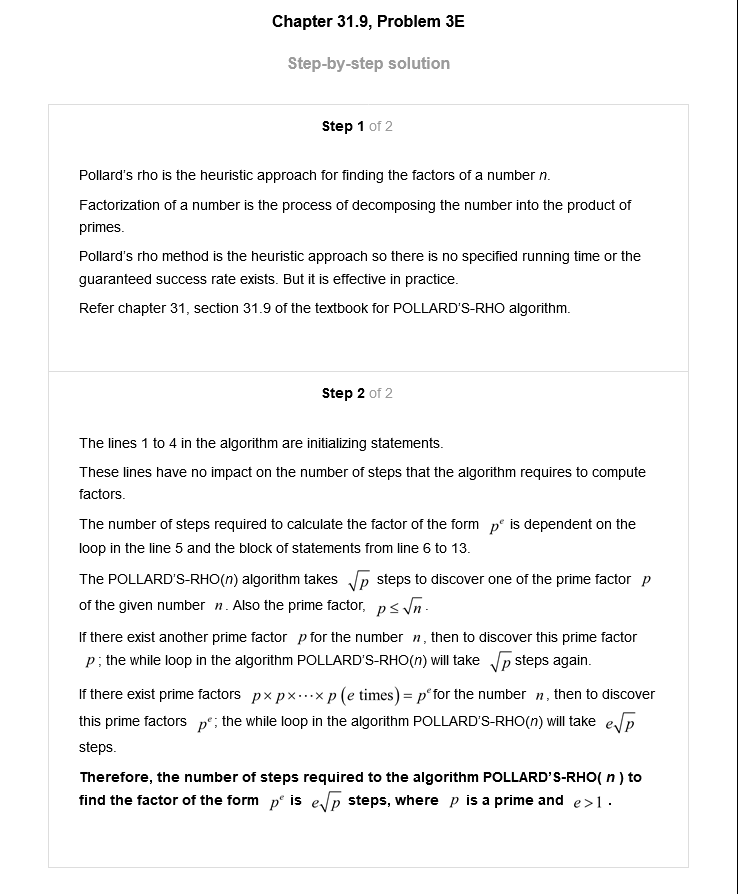 Chapter 31.9, Problem 3E
Step-by-step solution
Step 1 of 2
Pollard's rho is the heuristic approach for finding the factors of a number n.
Factorization of a number is the process of decomposing the number into the product of
primes.
Pollard's rho method is the heuristic approach so there is no specified running time or the
guaranteed success rate exists. But it is effective in practice.
Refer chapter 31, section 31.9 of the textbook for POLLARD'S-RHO algorithm.
Step 2 of 2
The lines 1 to 4 in the algorithm are initializing statements.
These lines have no impact on the number of steps that the algorithm requires to compute
factors.
The number of steps required to calculate the factor of the form pᵉ is dependent on the
loop in the line 5 and the block of statements from line 6 to 13.
The POLLARD'S-RHO(n) algorithm takes √p steps to discover one of the prime factor p
of the given number n. Also the prime factor, p ≤ √n.
If there exist another prime factor p for the number n, then to discover this prime factor
p; the while loop in the algorithm POLLARD'S-RHO(n) will take √p steps again.
If there exist prime factors p×p×⋯×p (e times) = pᵉ for the number n, then to discover
this prime factors pᵉ; the while loop in the algorithm POLLARD'S-RHO(n) will take e√p
steps.
Therefore, the number of steps required to the algorithm POLLARD'S-RHO( n ) to
find the factor of the form pᵉ is e√p steps, where p is a prime and e>1.